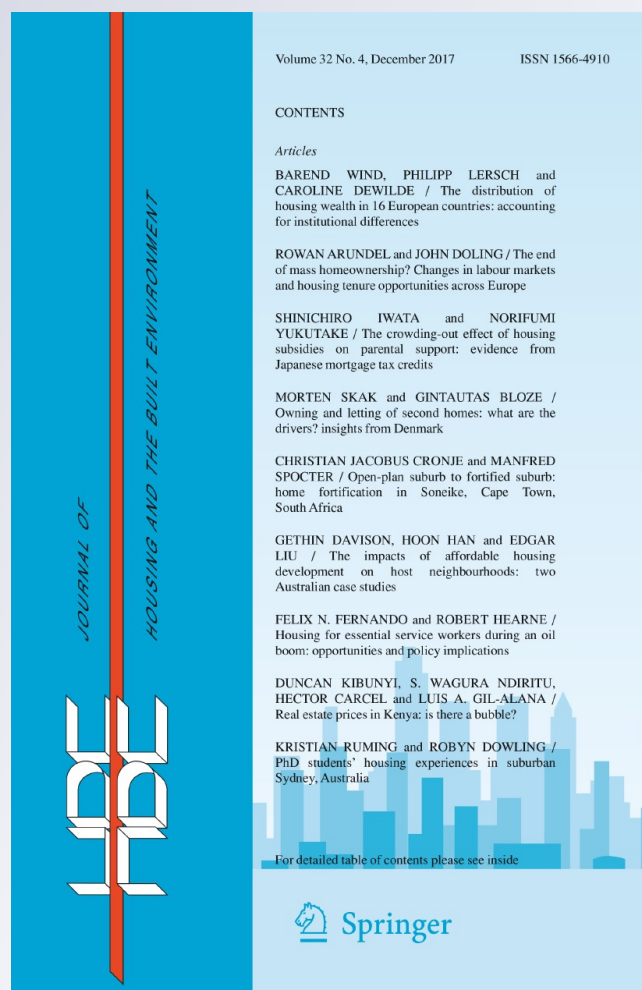 Volume 32 No. 4, December 2017 ISSN 1566-4910
CONTENTS
Articles
BAREND WIND, PHILIPP LERSCH and
CAROLINE DEWILDE / The distribution of
housing wealth in 16 European countries: accounting
for institutional differences
ROWAN ARUNDEL and JOHN DOLING / The end
of mass homeownership? Changes in labour markets
and housing tenure opportunities across Europe
SHINICHIRO IWATA and NORIFUMI
YUKUTAKE / The crowding-out effect of housing
subsidies on parental support: evidence from
Japanese mortgage tax credits
MORTEN SKAK and GINTAUTAS BLOZE /
Owning and letting of second homes: what are the
drivers? insights from Denmark
CHRISTIAN JACOBUS CRONJE and MANFRED
SPOCTER / Open-plan suburb to fortified suburb:
home fortification in Soneike, Cape Town,
South Africa
GETHIN DAVISON, HOON HAN and EDGAR
LIU / The impacts of affordable housing
development on host neighbourhoods: two
Australian case studies
FELIX N. FERNANDO and ROBERT HEARNE /
Housing for essential service workers during an oil
boom: opportunities and policy implications
DUNCAN KIBUNYI, S. WAGURA NDIRITU,
HECTOR CARCEL and LUIS A. GIL-ALANA /
Real estate prices in Kenya: is there a bubble?
KRISTIAN RUMING and ROBYN DOWLING /
PhD students' housing experiences in suburban
Sydney, Australia
For detailed table of contents please see inside
Springer
JOURNAL OF
HOUSING AND THE BUILT ENVIRONMENT